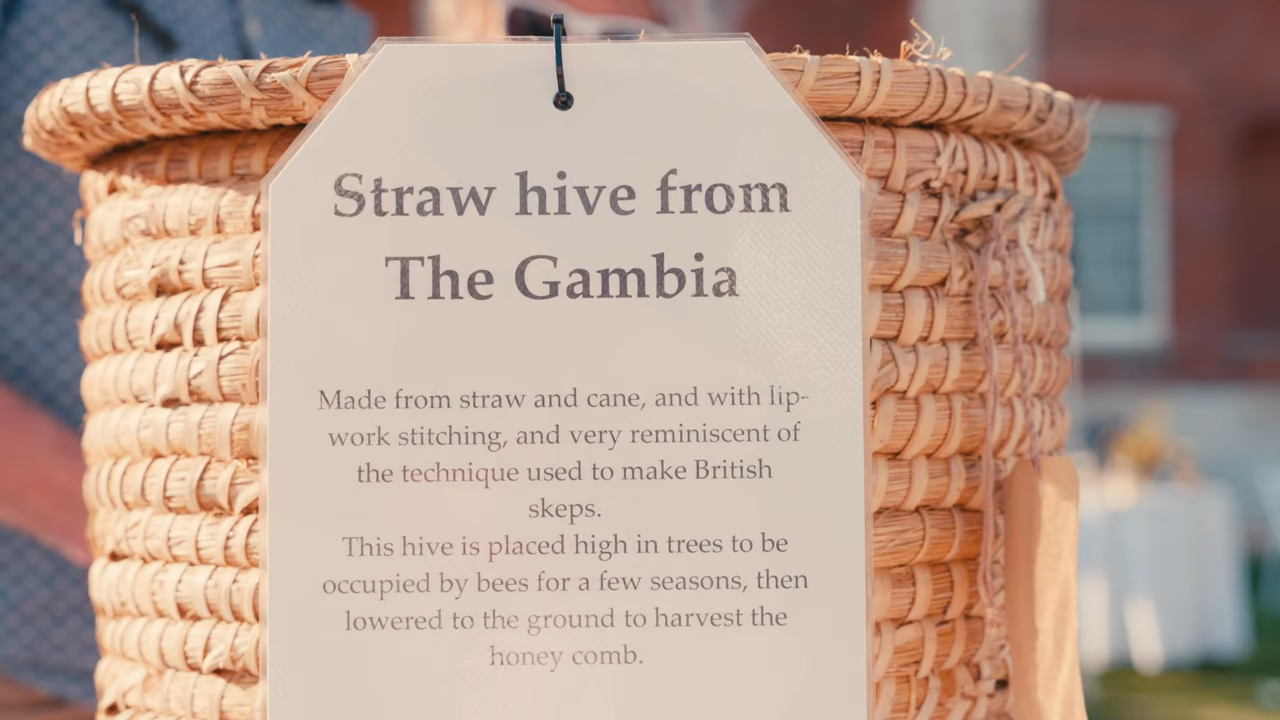 Straw hive from
The Gambia
Made from straw and cane, and with lip-
work stitching, and very reminiscent of
the technique used to make British
skeps.
This hive is placed high in trees to be
occupied by bees for a few seasons, then
lowered to the ground to harvest the
honey comb.